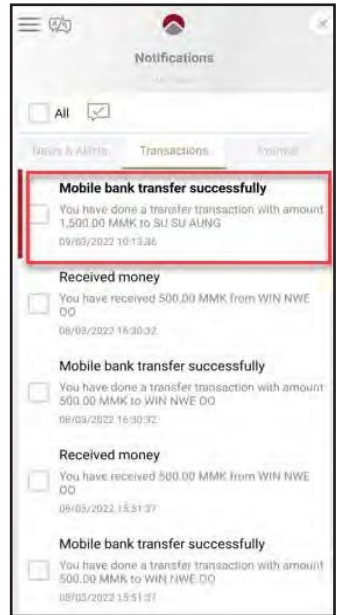 Notifications
All
News & Alerts Transactions
Mobile bank transfer successfully
You have done a transfer transaction with amount
1,500.00 MMK to SU SU AUNG
09/03/2022 10:13:36
Received money
You have received 500.00 MMK from WIN NWE
OO
08/03/2022 16:30:32
Mobile bank transfer successfully
You have done a transfer transaction with amount
500.00 MMK to WIN NWE OO
08/03/2022 16:30:32
Received money
You have received 500.00 MMK from WIN NWE
OO
08/03/2022 15:51:37
Mobile bank transfer successfully
You have done a transfer transaction with amount
500.00 MMK to WIN NWE OO
08/03/2022 15:51:37